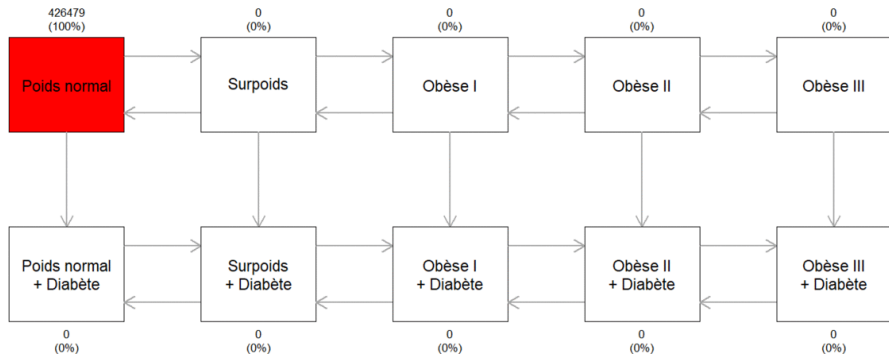 426479
(100%)
0
(0%)
0
(0%)
0
(0%)
0
(0%)
Poids normal
Surpoids
Obèse I
Obèse II
Obèse III
Poids normal
+ Diabète
Surpoids
+ Diabète
Obèse I
+ Diabète
Obèse II
+ Diabète
Obèse III
+ Diabète
0
(0%)
0
(0%)
0
(0%)
0
(0%)
0
(0%)